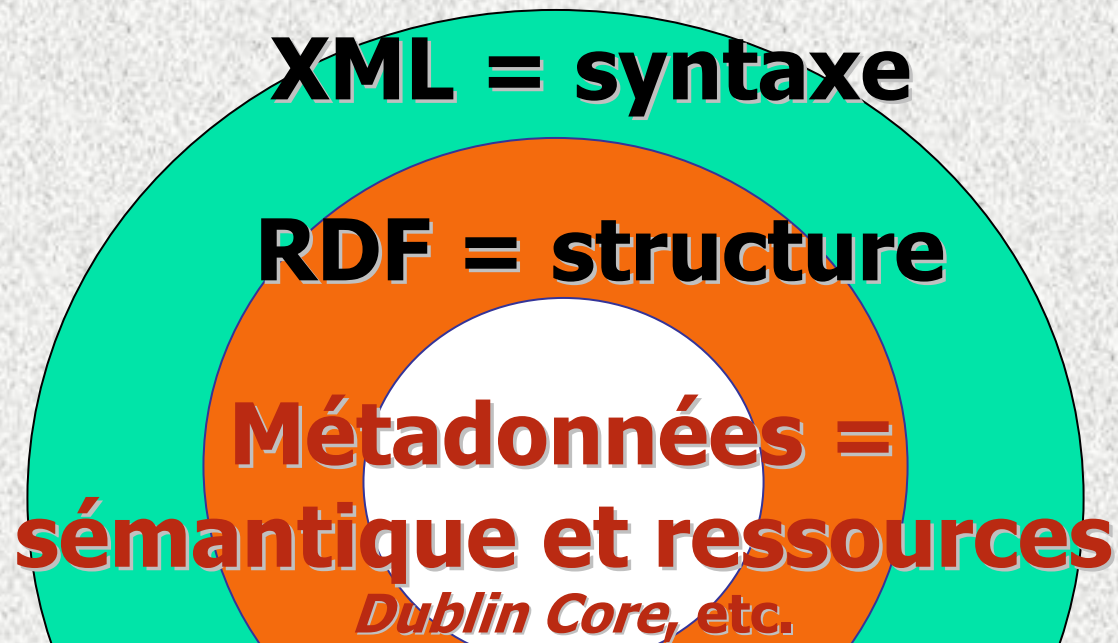 XML = syntaxe
RDF = structure
Métadonnées =
sémantique et ressources
Dublin Core, etc.